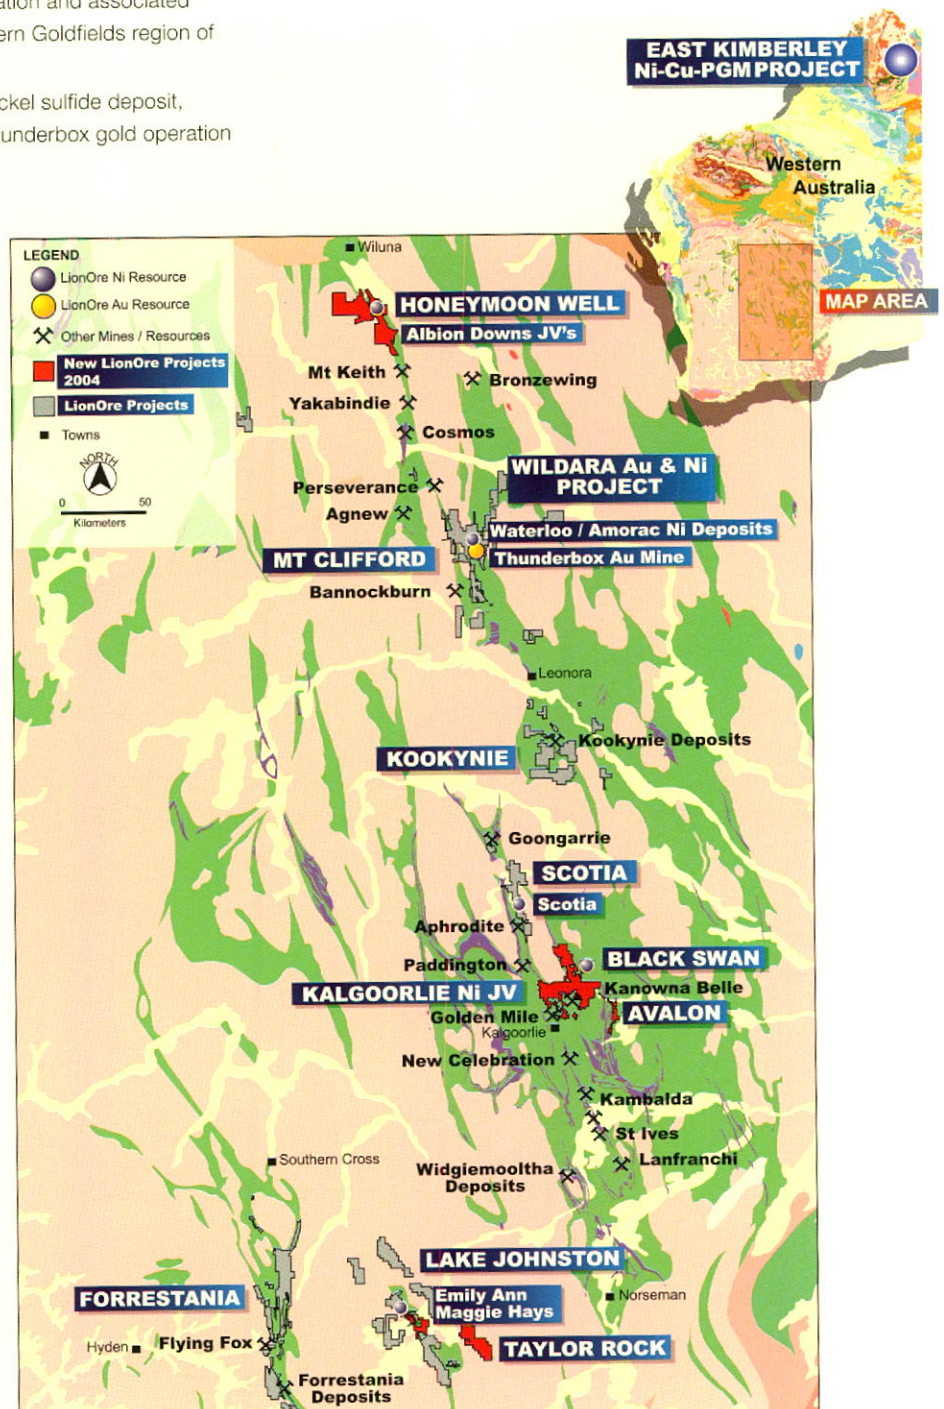 ation and associated
ern Goldfields region of
ckel sulfide deposit,
underbox gold operation
EAST KIMBERLEY
Ni-Cu-PGM PROJECT
Western
Australia
MAP AREA
LEGEND
LionOre Ni Resource
LionOre Au Resource
Other Mines / Resources
New LionOre Projects
2004
LionOre Projects
Towns
NORTH
0 50
Kilometers
Wiluna
HONEYMOON WELL
Albion Downs JV's
Mt Keith
Bronzewing
Yakabindie
Cosmos
WILDARA Au & Ni
PROJECT
Perseverance
Agnew
Waterloo / Amorac Ni Deposits
MT CLIFFORD
Thunderbox Au Mine
Bannockburn
Leonora
Kookynie Deposits
KOOKYNIE
Goongarrie
SCOTIA
Scotia
Aphrodite
BLACK SWAN
Paddington
Kanowna Belle
KALGOORLIE Ni JV
AVALON
Golden Mile
Kalgoorlie
New Celebration
Kambalda
St Ives
Lanfranchi
Southern Cross
Widgiemooltha
Deposits
LAKE JOHNSTON
Emily Ann
Maggie Hays
Norseman
FORRESTANIA
Hyden
Flying Fox
TAYLOR ROCK
Forrestania
Deposits